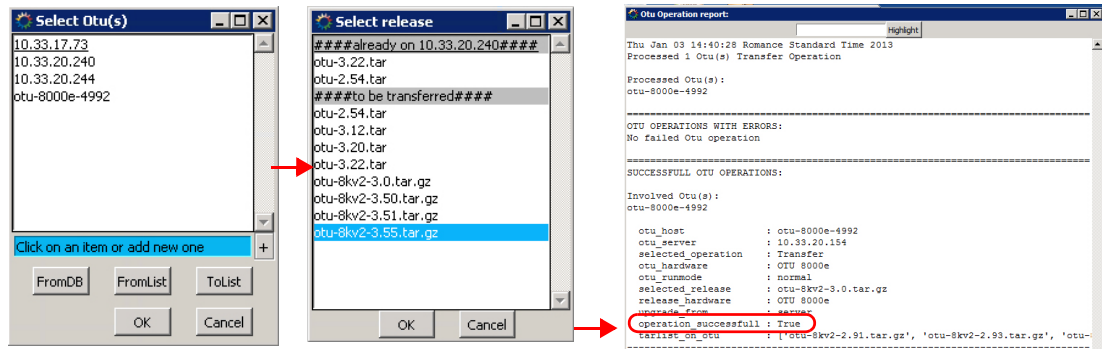 Select Otu(s)
10.33.17.73
10.33.20.240
10.33.20.244
otu-8000e-4992
Click on an item or add new one
+
FromDB
FromList
ToList
OK
Cancel
Select release
####already on 10.33.20.240####
otu-3.22.tar
otu-2.54.tar
####to be transferred####
otu-2.54.tar
otu-3.12.tar
otu-3.20.tar
otu-3.22.tar
otu-8kv2-3.0.tar.gz
otu-8kv2-3.50.tar.gz
otu-8kv2-3.51.tar.gz
otu-8kv2-3.55.tar.gz
OK
Cancel
Otu Operation report:
Highlight
Thu Jan 03 14:40:28 Romance Standard Time 2013
Processed 1 Otu(s) Transfer Operation
Processed Otu(s):
otu-8000e-4992
OTU OPERATIONS WITH ERRORS:
No failed Otu operation
SUCCESSFULL OTU OPERATIONS:
Involved Otu(s):
otu-8000e-4992
otu_host : otu-8000e-4992
otu_server : 10.33.20.154
selected_operation : Transfer
otu_hardware : OTU 8000e
otu_runmode : normal
selected_release : otu-8kv2-3.0.tar.gz
release_hardware : OTU 8000e
upgrade_from : server
operation_successfull : True
tarlist_on_otu : ['otu-8kv2-2.91.tar.gz', 'otu-8kv2-2.93.tar.gz', 'otu-